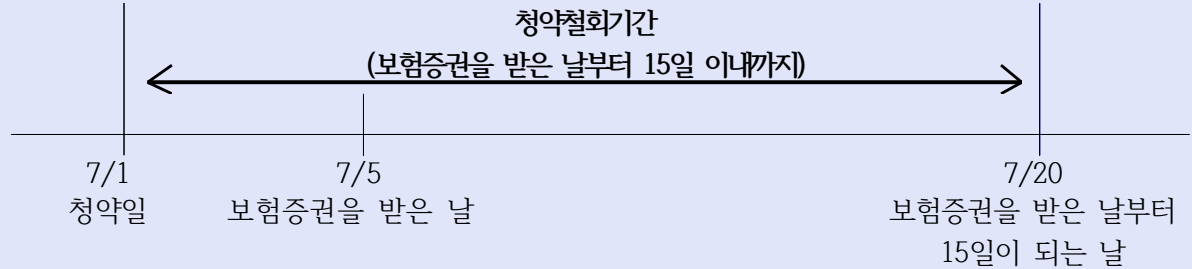 청약철회기간
(보험증권을 받은 날부터 15일 이내까지)
7/1
청약일
7/5
보험증권을 받은 날
7/20
보험증권을 받은 날부터
15일이 되는 날